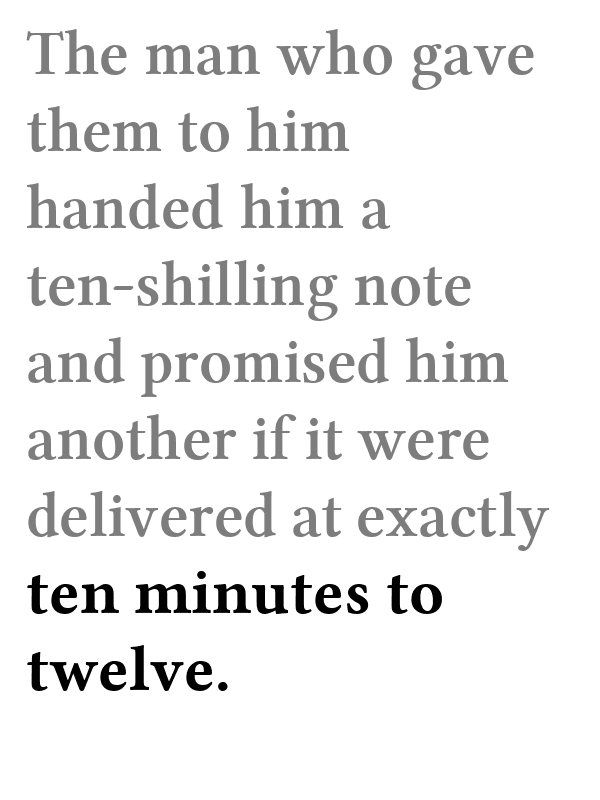 The man who gave
them to him
handed him a
ten-shilling note
and promised him
another if it were
delivered at exactly
ten minutes to
twelve.